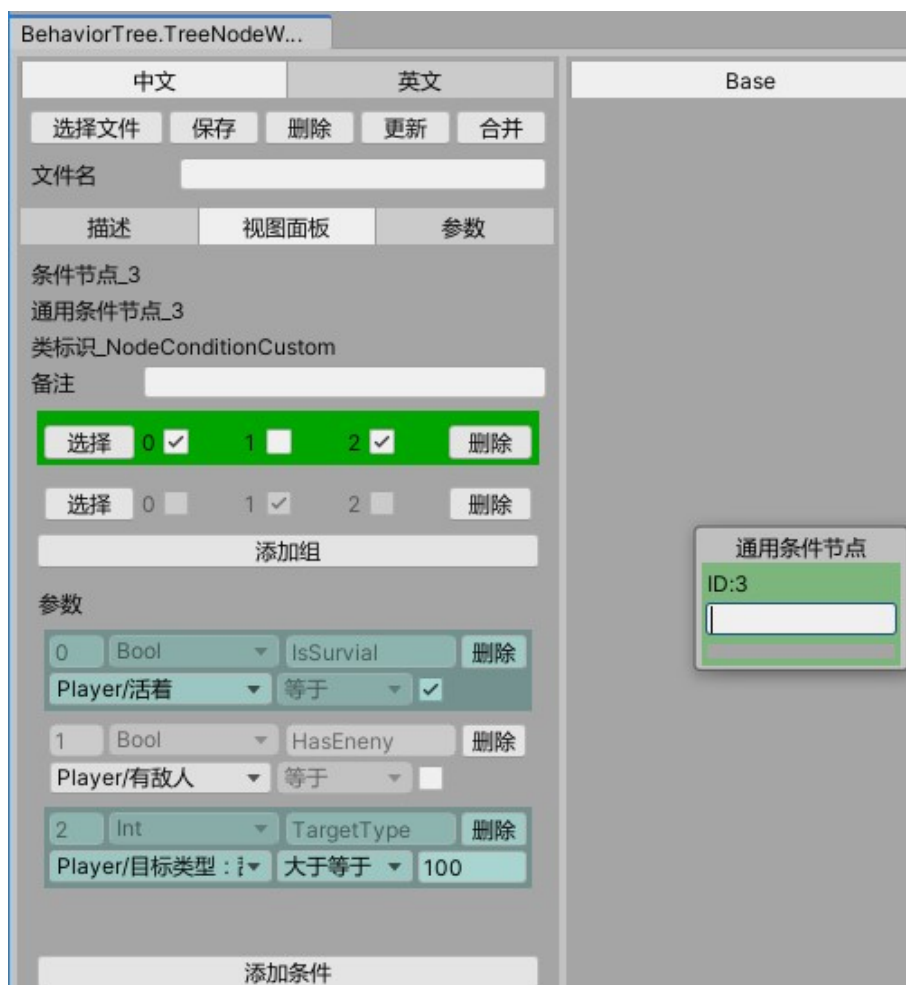 BehaviorTree.TreeNodeW...
中文 英文 Base
选择文件 保存 删除 更新 合并
文件名
描述 视图面板 参数
条件节点_3
通用条件节点_3
类标识_NodeConditionCustom
备注
选择 0 1 2 删除
选择 0 1 2 删除
添加组
通用条件节点
ID:3
参数
0 Bool IsSurvial 删除
Player/活着 等于
1 Bool HasEneny 删除
Player/有敌人 等于
2 Int TargetType 删除
Player/目标类型： 大于等于 100
添加条件